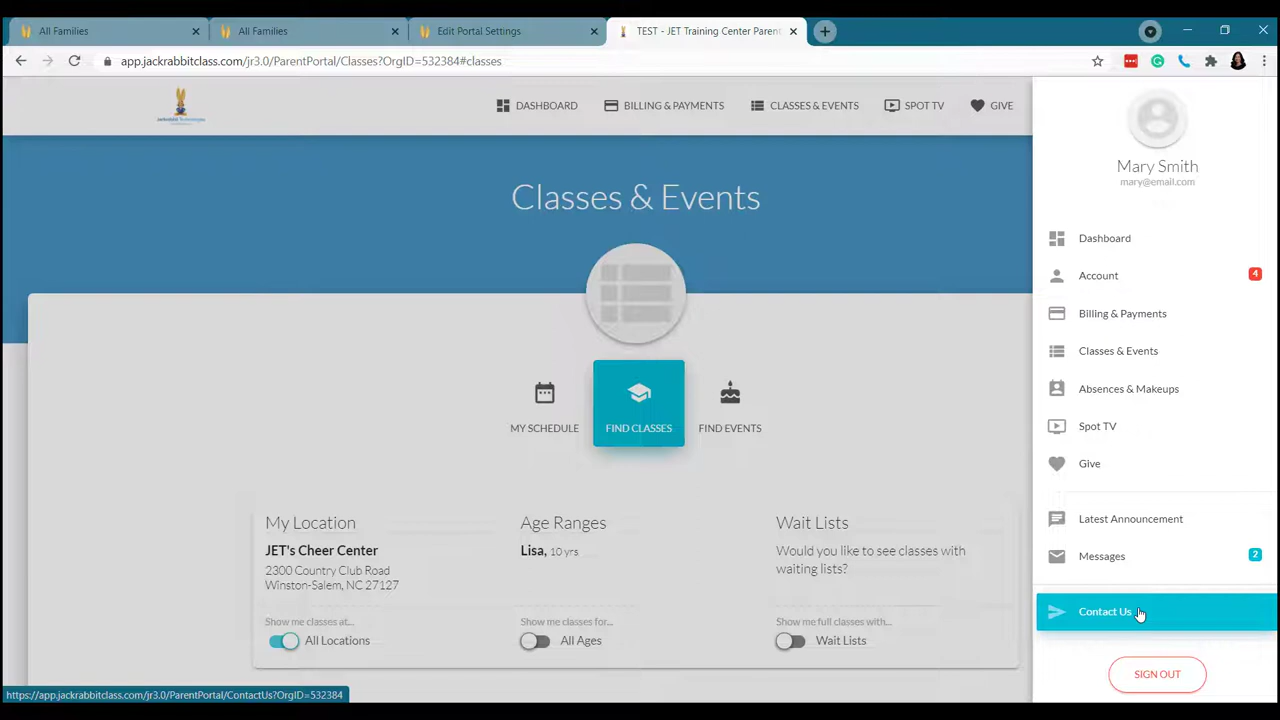 All Families
All Families
Edit Portal Settings
TEST - JET Training Center Paren
app.jackrabbitclass.com/jr3.0/ParentPortal/Classes?OrgID=532384#classes
DASHBOARD
BILLING & PAYMENTS
CLASSES & EVENTS
SPOT TV
GIVE
Classes & Events
MY SCHEDULE
FIND CLASSES
FIND EVENTS
My Location
JET's Cheer Center
2300 Country Club Road
Winston-Salem, NC 27127
Show me classes at...
All Locations
Age Ranges
Lisa, 10 yrs
Show me classes for...
All Ages
Wait Lists
Would you like to see classes with
waiting lists?
Show me full classes with...
Wait Lists
Mary Smith
mary@email.com
Dashboard
Account 4
Billing & Payments
Classes & Events
Absences & Makeups
Spot TV
Give
Latest Announcement
Messages 2
Contact Us
SIGN OUT
https://app.jackrabbitclass.com/jr3.0/ParentPortal/ContactUs?OrgID=532384